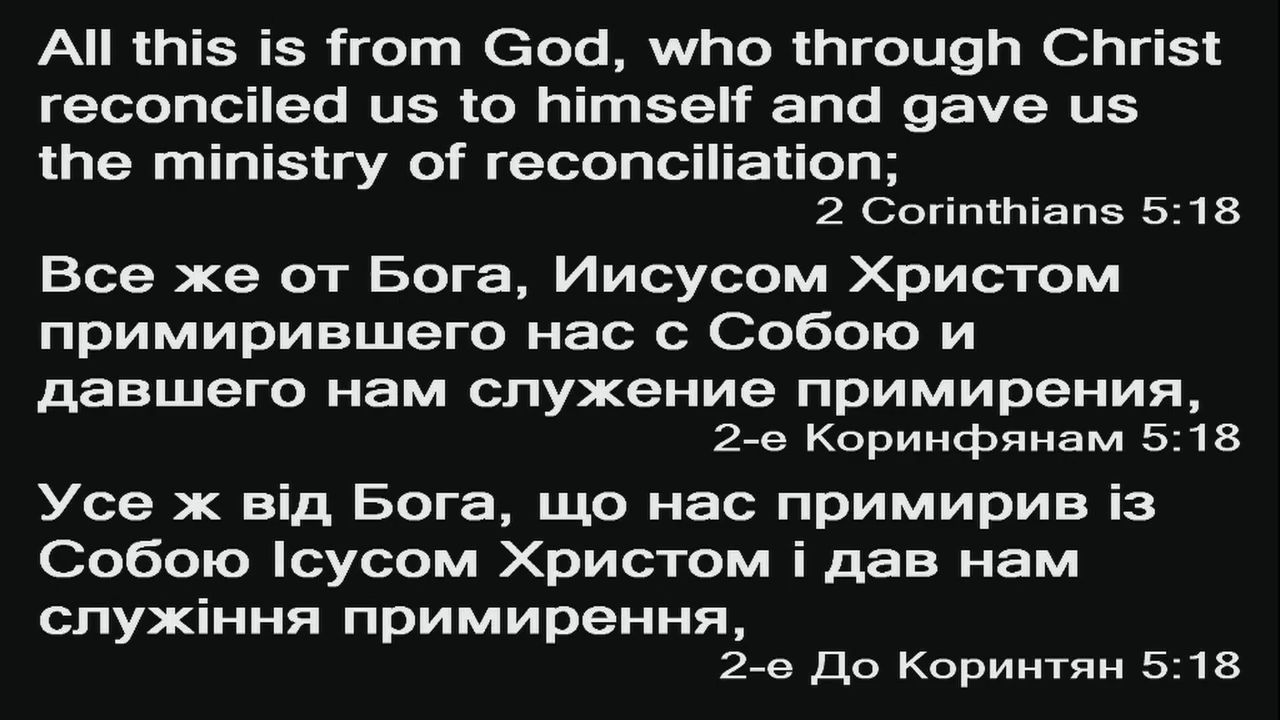 All this is from God, who through Christ
reconciled us to himself and gave us
the ministry of reconciliation;
2 Corinthians 5:18
Все же от Бога, Иисусом Христом
примирившего нас с Собою и
давшего нам служение примирения,
2-е Коринфянам 5:18
Усе ж від Бога, що нас примирив із
Собою Ісусом Христом і дав нам
служіння примирення,
2-е До Коринтян 5:18